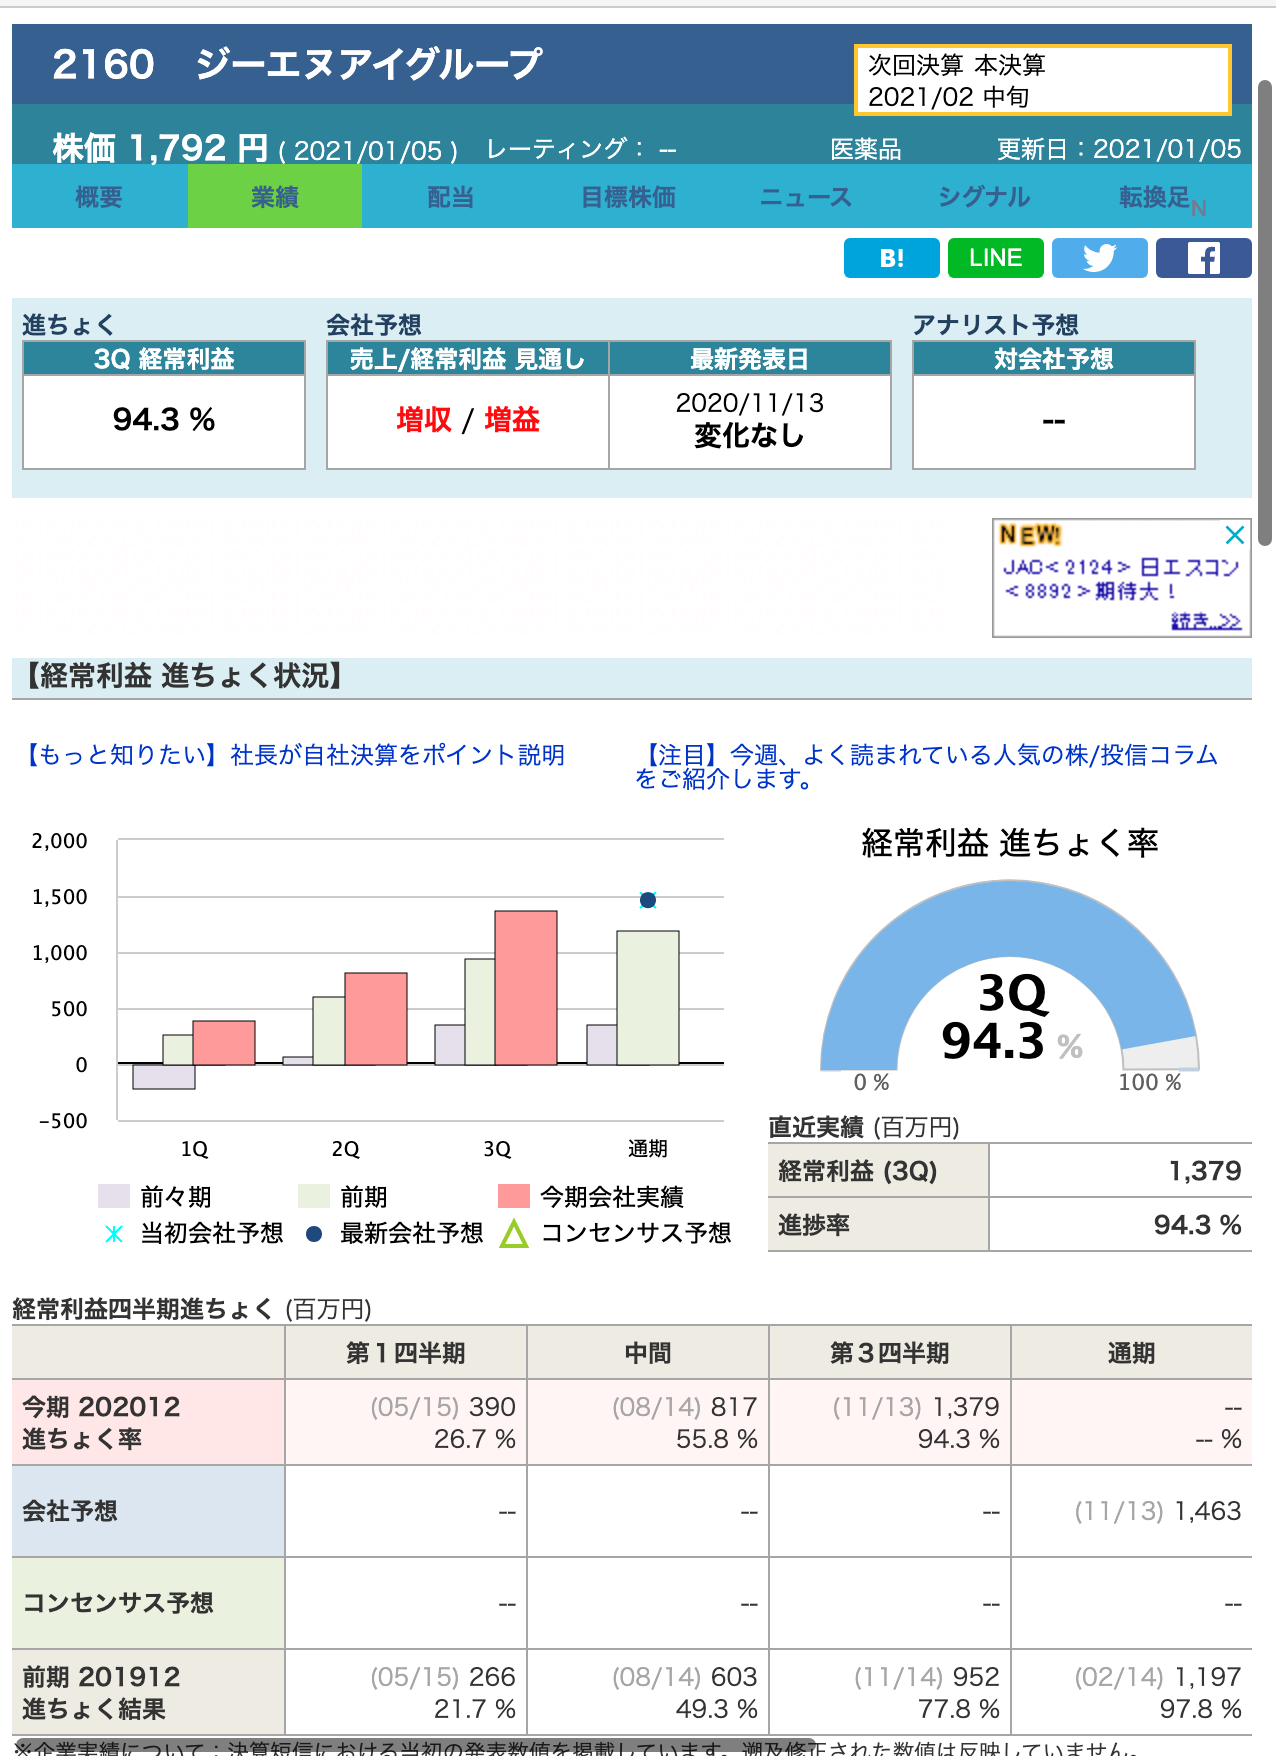 2160 ジーエヌアイグループ
次回決算 本決算
2021/02 中旬
株価 1,792 円 ( 2021/01/05 ) レーティング： -- 医薬品 更新日：2021/01/05
概要 業績 配当 目標株価 ニュース シグナル 転換足N
B! LINE
進ちょく 会社予想 アナリスト予想
3Q 経常利益 売上/経常利益 見通し 最新発表日 対会社予想
94.3 % 増収 / 増益 2020/11/13 --
変化なし
NEW!
JAC<2124> 日エスコン
<8892>期待大！
続き..>>
【経常利益 進ちょく状況】
【もっと知りたい】社長が自社決算をポイント説明
【注目】今週、よく読まれている人気の株/投信コラム
をご紹介します。
2,000
1,500
1,000
500
0
-500
1Q 2Q 3Q 通期
前々期 前期 今期会社実績
当初会社予想 最新会社予想 コンセンサス予想
経常利益 進ちょく率
3Q
94.3 %
0 % 100 %
直近実績 (百万円)
経常利益 (3Q) 1,379
進捗率 94.3 %
経常利益四半期進ちょく (百万円)
第１四半期 中間 第３四半期 通期
今期 202012 (05/15) 390 (08/14) 817 (11/13) 1,379 --
進ちょく率 26.7 % 55.8 % 94.3 % -- %
会社予想 -- -- -- (11/13) 1,463
コンセンサス予想 -- -- -- --
前期 201912 (05/15) 266 (08/14) 603 (11/14) 952 (02/14) 1,197
進ちょく結果 21.7 % 49.3 % 77.8 % 97.8 %
※企業実績について：決算短信における当初の発表数値を掲載しています。遡及修正された数値は反映していません。